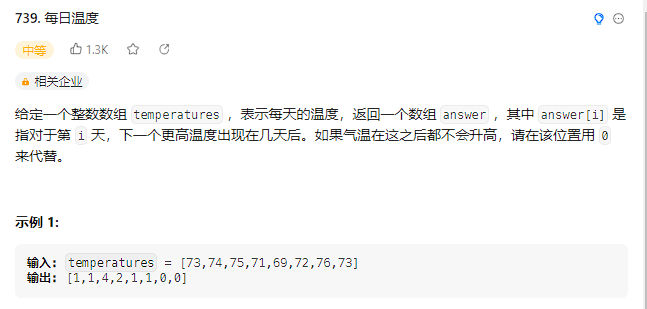 739. 每日温度
中等 1.3K
相关企业
给定一个整数数组 temperatures ，表示每天的温度，返回一个数组 answer ，其中 answer[i] 是
指对于第 i 天，下一个更高温度出现在几天后。如果气温在这之后都不会升高，请在该位置用 0
来代替。
示例 1:
输入: temperatures = [73,74,75,71,69,72,76,73]
输出: [1,1,4,2,1,1,0,0]